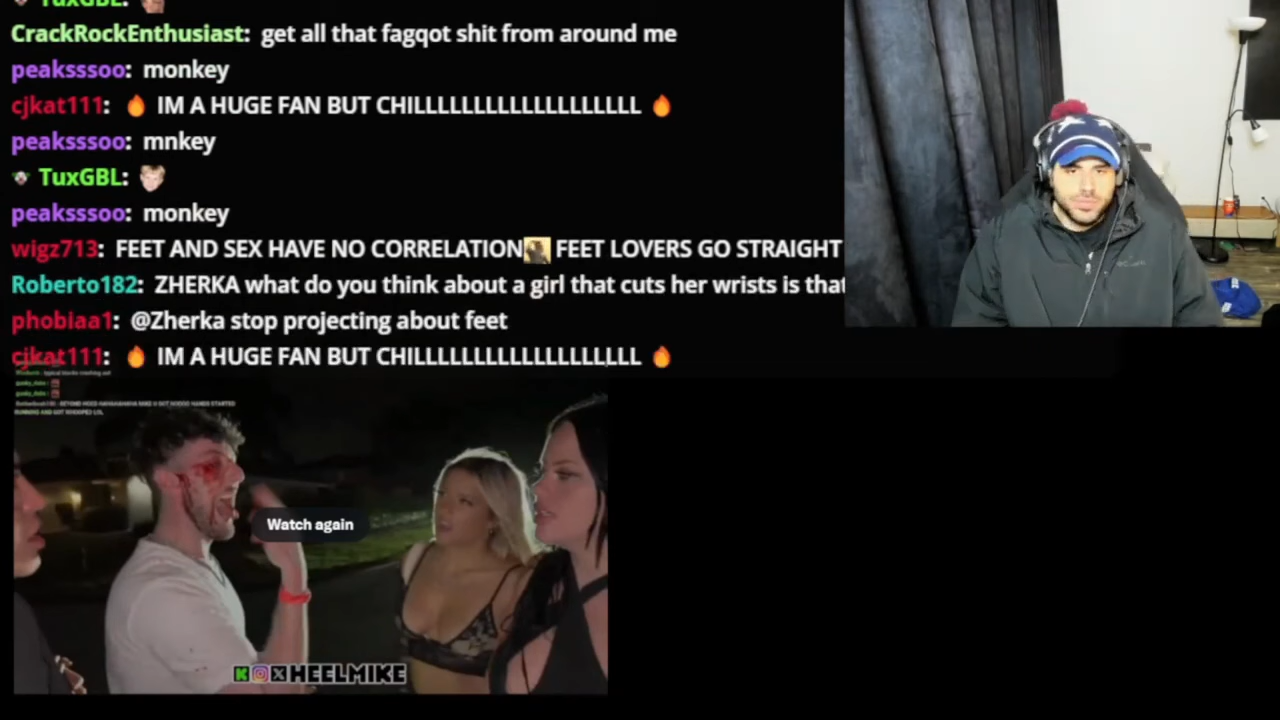 TuxGBL:
CrackRockEnthusiast: get all that fagqot shit from around me
peaksssoo: monkey
cjkat111: 🔥 IM A HUGE FAN BUT CHILLLLLLLLLLLLLLLLLLL 🔥
peaksssoo: mnkey
TuxGBL:
peaksssoo: monkey
wigz713: FEET AND SEX HAVE NO CORRELATION FEET LOVERS GO STRAIGHT
Roberto182: ZHERKA what do you think about a girl that cuts her wrists is that
phobiaa1: @Zherka stop projecting about feet
cjkat111: 🔥 IM A HUGE FAN BUT CHILLLLLLLLLLLLLLLLLLL 🔥
Watch again
HEELMIKE